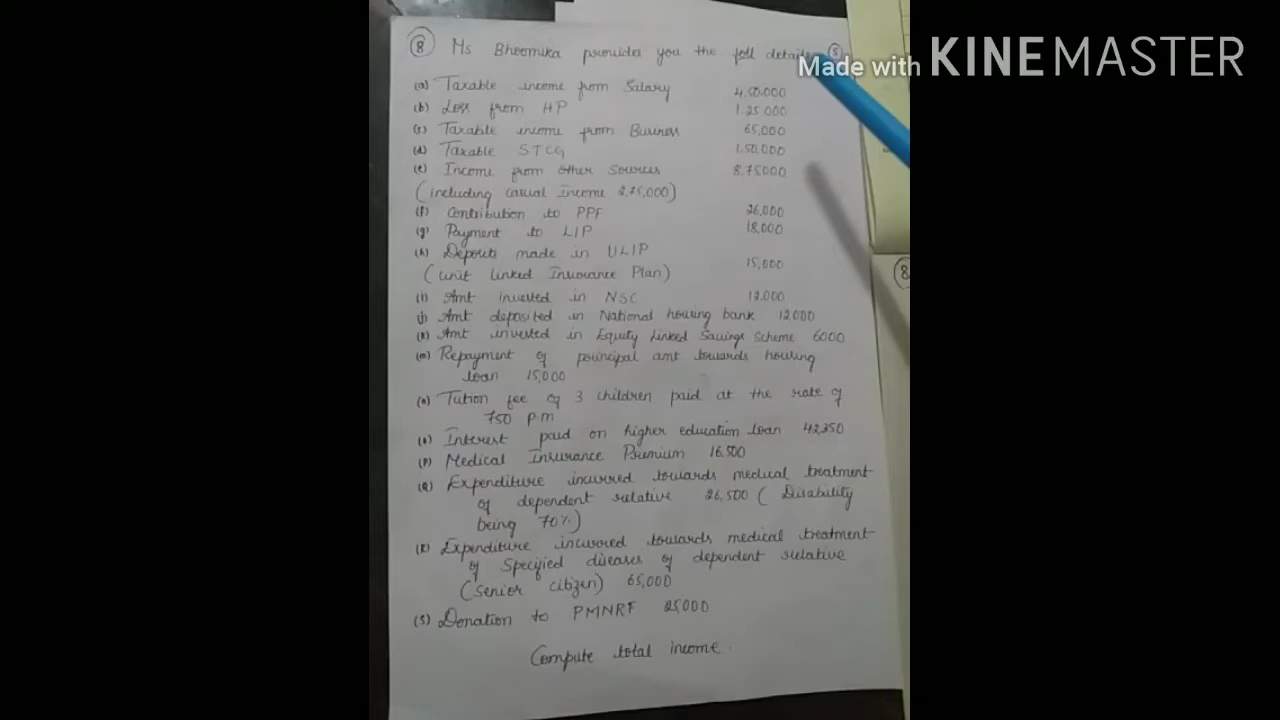 Made with KINEMASTER
8 Ms Bhoomika provides you the foll details 5
(a) Taxable income from Salary 4,50,000
(b) Loss from HP 1,25,000
(c) Taxable income from Business 65,000
(d) Taxable STCG 1,50,000
(e) Income from other Sources 8,75,000
(including Casual Income 2,75,000)
(f) Contribution to PPF 26,000
(g) Payment to LIP 18,000
(h) Deposits made in ULIP
(Unit Linked Insurance Plan) 15,000
(i) Amt invested in NSC 12,000
(j) Amt deposited in National housing bank 12,000
Amt invested in Equity Linked Savings Scheme 6000
(m) Repayment of principal amt towards housing
loan 15,000
(n) Tution fee of 3 children paid at the rate of
750 p.m
(o) Interest paid on higher education loan 42,350
(P) Medical Insurance Premium 16,500
(Q) Expenditure incurred towards medical treatment
of dependent relative 26,500 (Disability
being 70%)
(R) Expenditure incurred towards medical treatment
of Specified diseases of dependent relative
(Senior citizen) 65,000
(S) Donation to PMNRF 25,000
Compute total income.
8